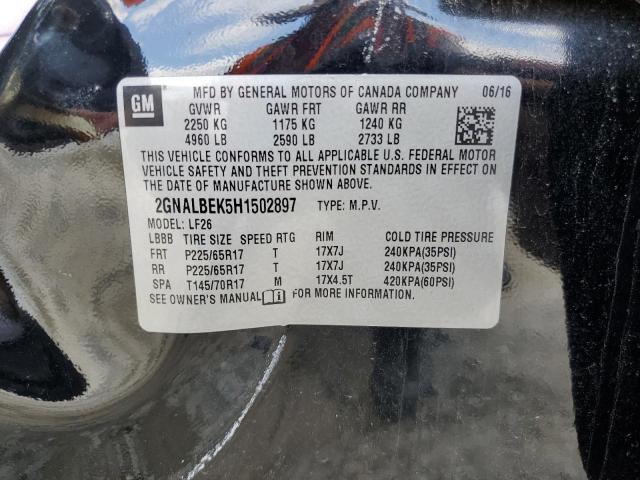 GM
MFD BY GENERAL MOTORS OF CANADA COMPANY 06/16
GVWR GAWR FRT GAWR RR
2250 KG 1175 KG 1240 KG
4960 LB 2590 LB 2733 LB
THIS VEHICLE CONFORMS TO ALL APPLICABLE U.S. FEDERAL MOTOR
VEHICLE SAFETY AND THEFT PREVENTION STANDARDS IN EFFECT
ON THE DATE OF MANUFACTURE SHOWN ABOVE.
2GNALBEK5H1502897 TYPE: M.P.V.
MODEL: LF26
LBBB TIRE SIZE SPEED RTG RIM COLD TIRE PRESSURE
FRT P225/65R17 T 17X7J 240KPA(35PSI)
RR P225/65R17 T 17X7J 240KPA(35PSI)
SPA T145/70R17 M 17X4.5T 420KPA(60PSI)
SEE OWNER'S MANUAL FOR MORE INFORMATION.